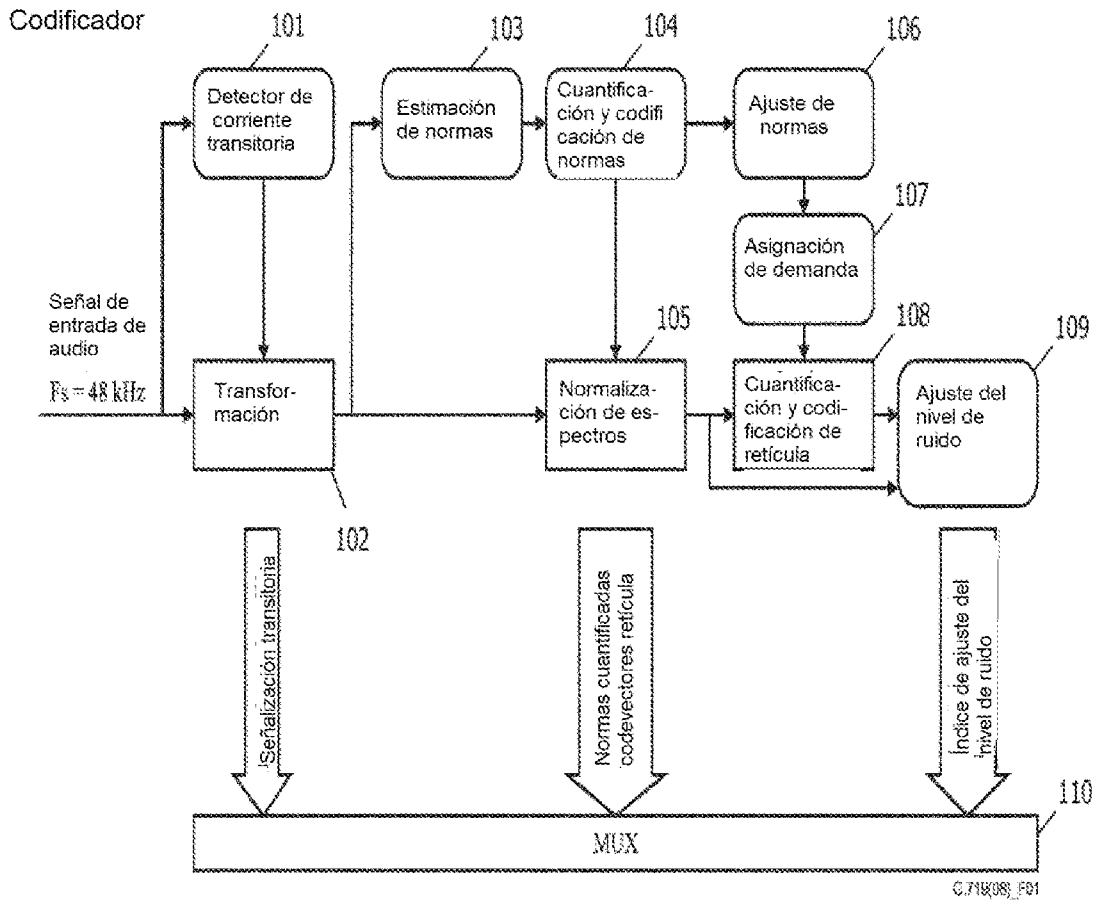 Codificador
101
103
104
106
Detector de
corriente
transitoria
Estimación
de normas
Cuantifica-
ción y codifi
cación de
normas
Ajuste de
normas
107
Asignación
de demanda
Señal de
entrada de
audio
Fs = 48 kHz
105
108
109
Transfor-
mación
Normaliza-
ción de es-
pectros
Cuantifica-
ción y codi-
ficación de
retícula
Ajuste del
nivel de
ruido
102
Señalización transitoria
Normas cuantificadas
codevectores retícula
Índice de ajuste del
nivel de ruido
110
MUX
G.719(08)_F01